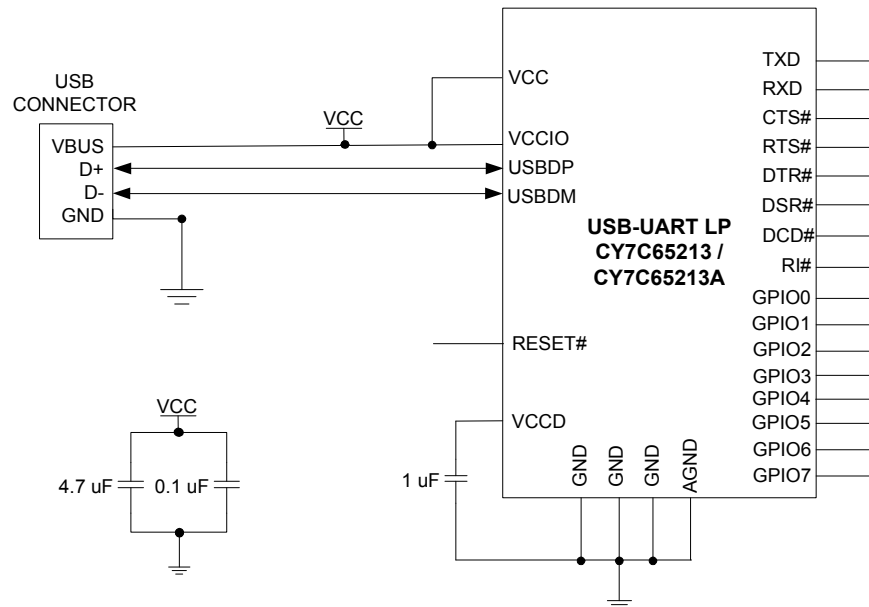 USB
CONNECTOR
VBUS
D+
D-
GND
VCC
VCC
VCCIO
USBDP
USBDM
RESET#
VCCD
USB-UART LP
CY7C65213 /
CY7C65213A
TXD
RXD
CTS#
RTS#
DTR#
DSR#
DCD#
RI#
GPIO0
GPIO1
GPIO2
GPIO3
GPIO4
GPIO5
GPIO6
GPIO7
GND
GND
GND
AGND
VCC
4.7 uF
0.1 uF
1 uF